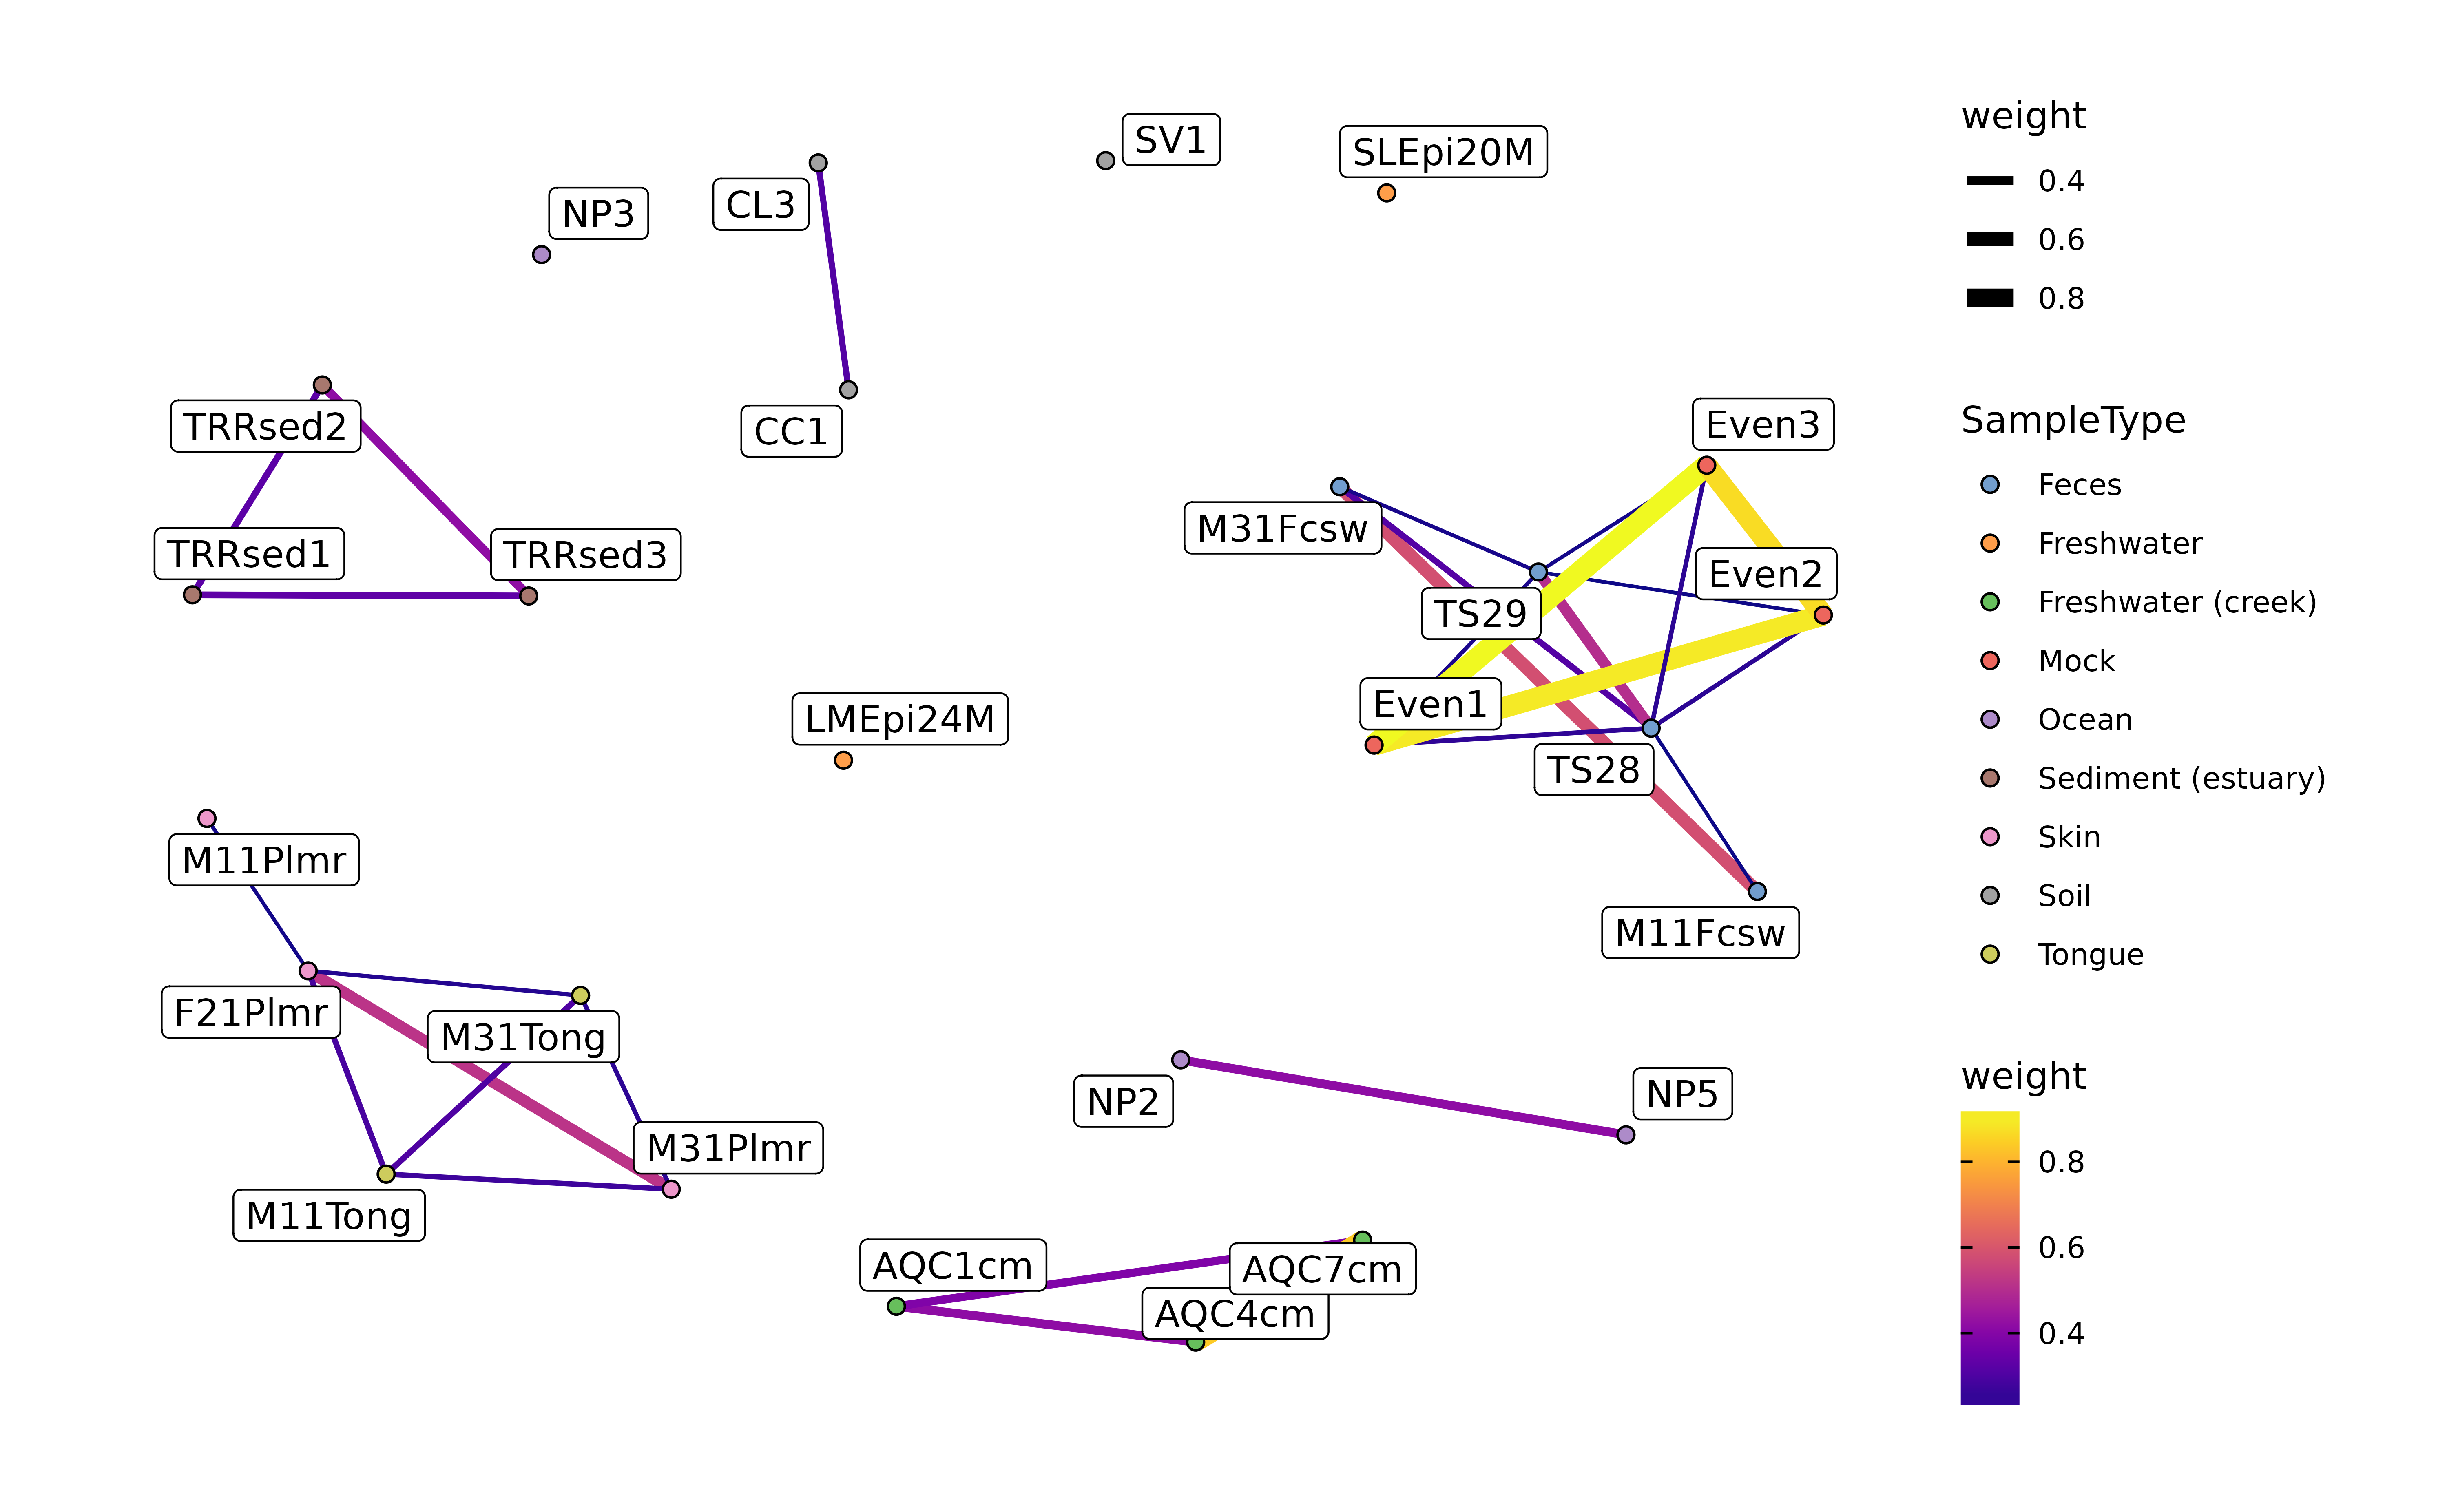 SV1
SLEpi20M
NP3
CL3
CC1
TRRsed2
TRRsed1
TRRsed3
Even3
M31Fcsw
Even2
TS29
Even1
TS28
LMEpi24M
M11Plmr
M11Fcsw
F21Plmr
M31Tong
M31Plmr
M11Tong
NP2
NP5
AQC1cm
AQC7cm
AQC4cm
weight
0.4
0.6
0.8
SampleType
Feces
Freshwater
Freshwater (creek)
Mock
Ocean
Sediment (estuary)
Skin
Soil
Tongue
weight
0.8
0.6
0.4